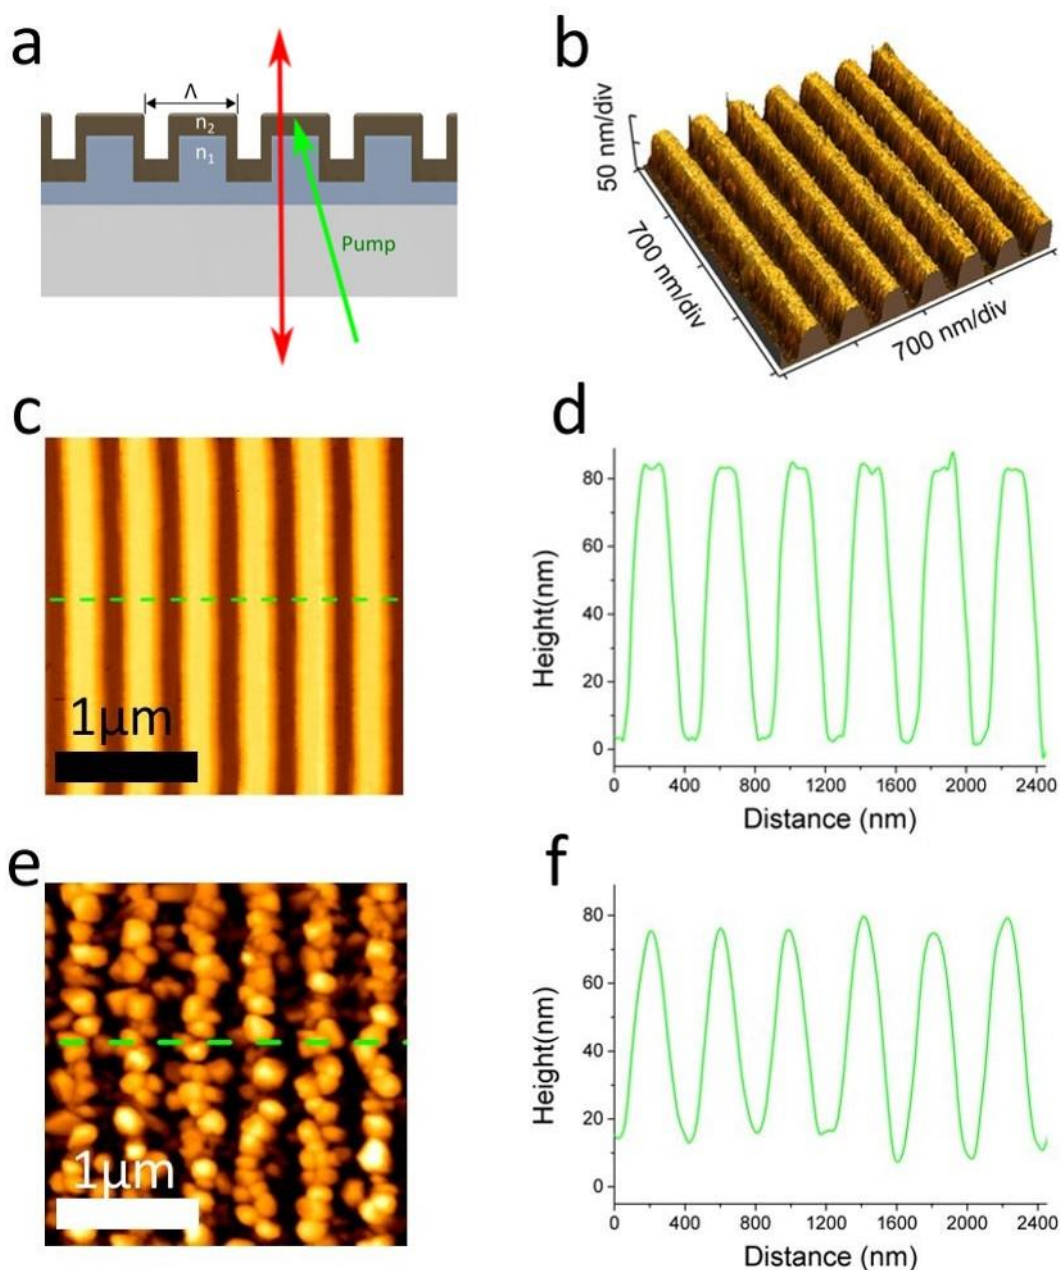 a
Λ
n₂
n₁
Pump
b
50 nm/div
700 nm/div
700 nm/div
c
1μm
d
80
60
40
20
0
Height(nm)
0 400 800 1200 1600 2000 2400
Distance (nm)
e
1μm
f
80
60
40
20
0
Height(nm)
0 400 800 1200 1600 2000 2400
Distance (nm)